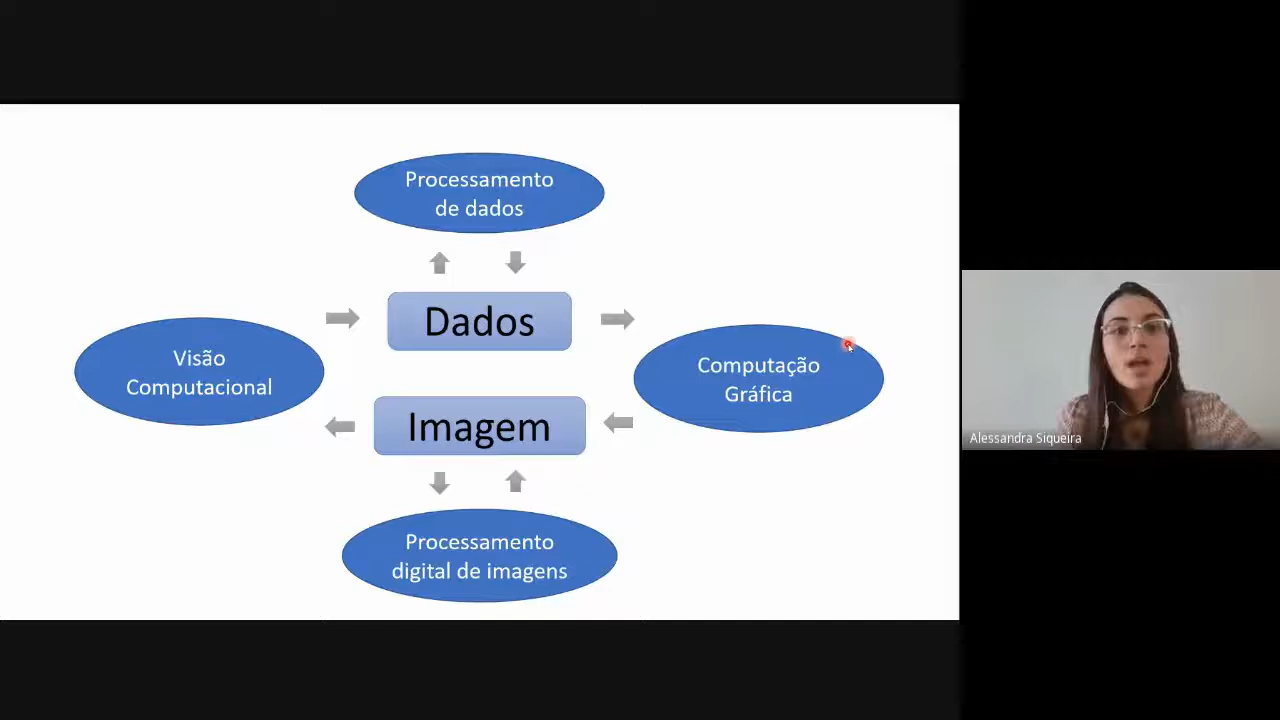 Processamento
de dados
Dados
Visão
Computacional
Computação
Gráfica
Imagem
Processamento
digital de imagens
Alessandra Siqueira